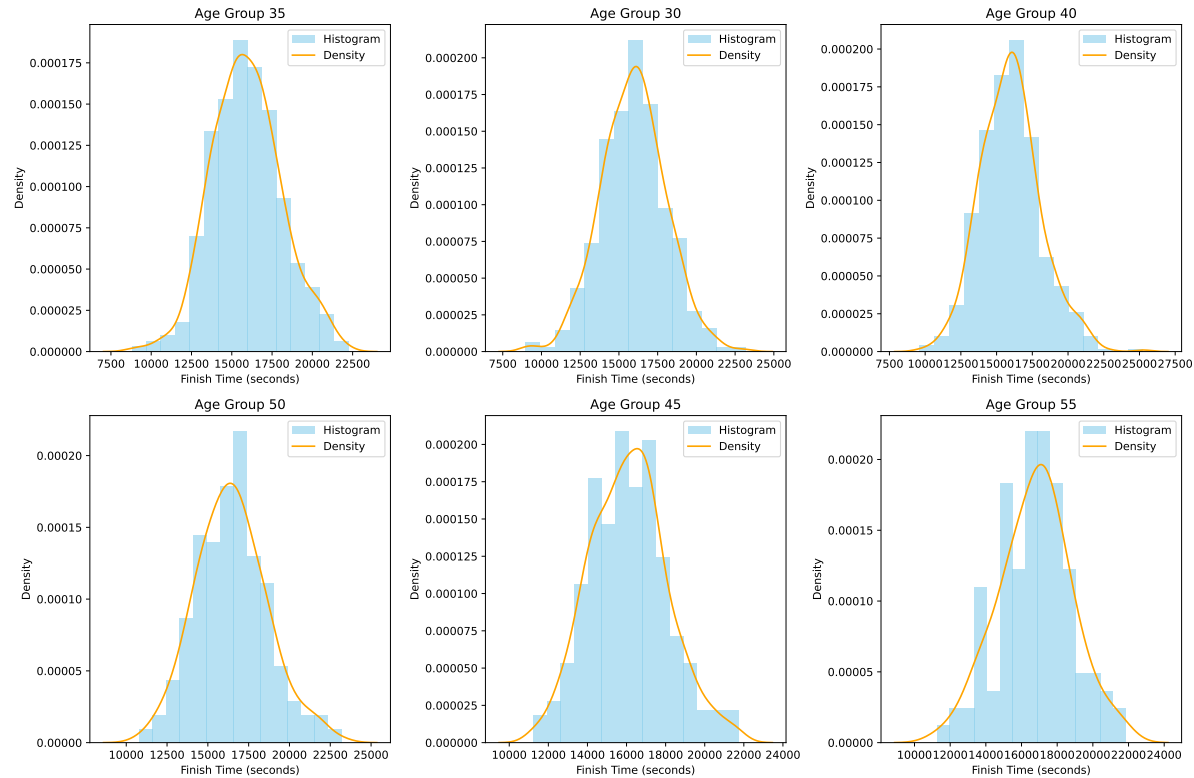 Age Group 35
Histogram
Density
0.000175
0.000150
0.000125
0.000100
0.000075
0.000050
0.000025
0.000000
Density
7500 10000 12500 15000 17500 20000 22500
Finish Time (seconds)
Age Group 30
Histogram
Density
0.000200
0.000175
0.000150
0.000125
0.000100
0.000075
0.000050
0.000025
0.000000
Density
7500 10000 12500 15000 17500 20000 22500 25000
Finish Time (seconds)
Age Group 40
Histogram
Density
0.000200
0.000175
0.000150
0.000125
0.000100
0.000075
0.000050
0.000025
0.000000
Density
7500 10000 12500 15000 17500 20000 22500 25000 27500
Finish Time (seconds)
Age Group 50
Histogram
Density
0.00020
0.00015
0.00010
0.00005
0.00000
Density
10000 12500 15000 17500 20000 22500 25000
Finish Time (seconds)
Age Group 45
Histogram
Density
0.000200
0.000175
0.000150
0.000125
0.000100
0.000075
0.000050
0.000025
0.000000
Density
10000 12000 14000 16000 18000 20000 22000 24000
Finish Time (seconds)
Age Group 55
Histogram
Density
0.00020
0.00015
0.00010
0.00005
0.00000
Density
10000 12000 14000 16000 18000 20000 22000 24000
Finish Time (seconds)